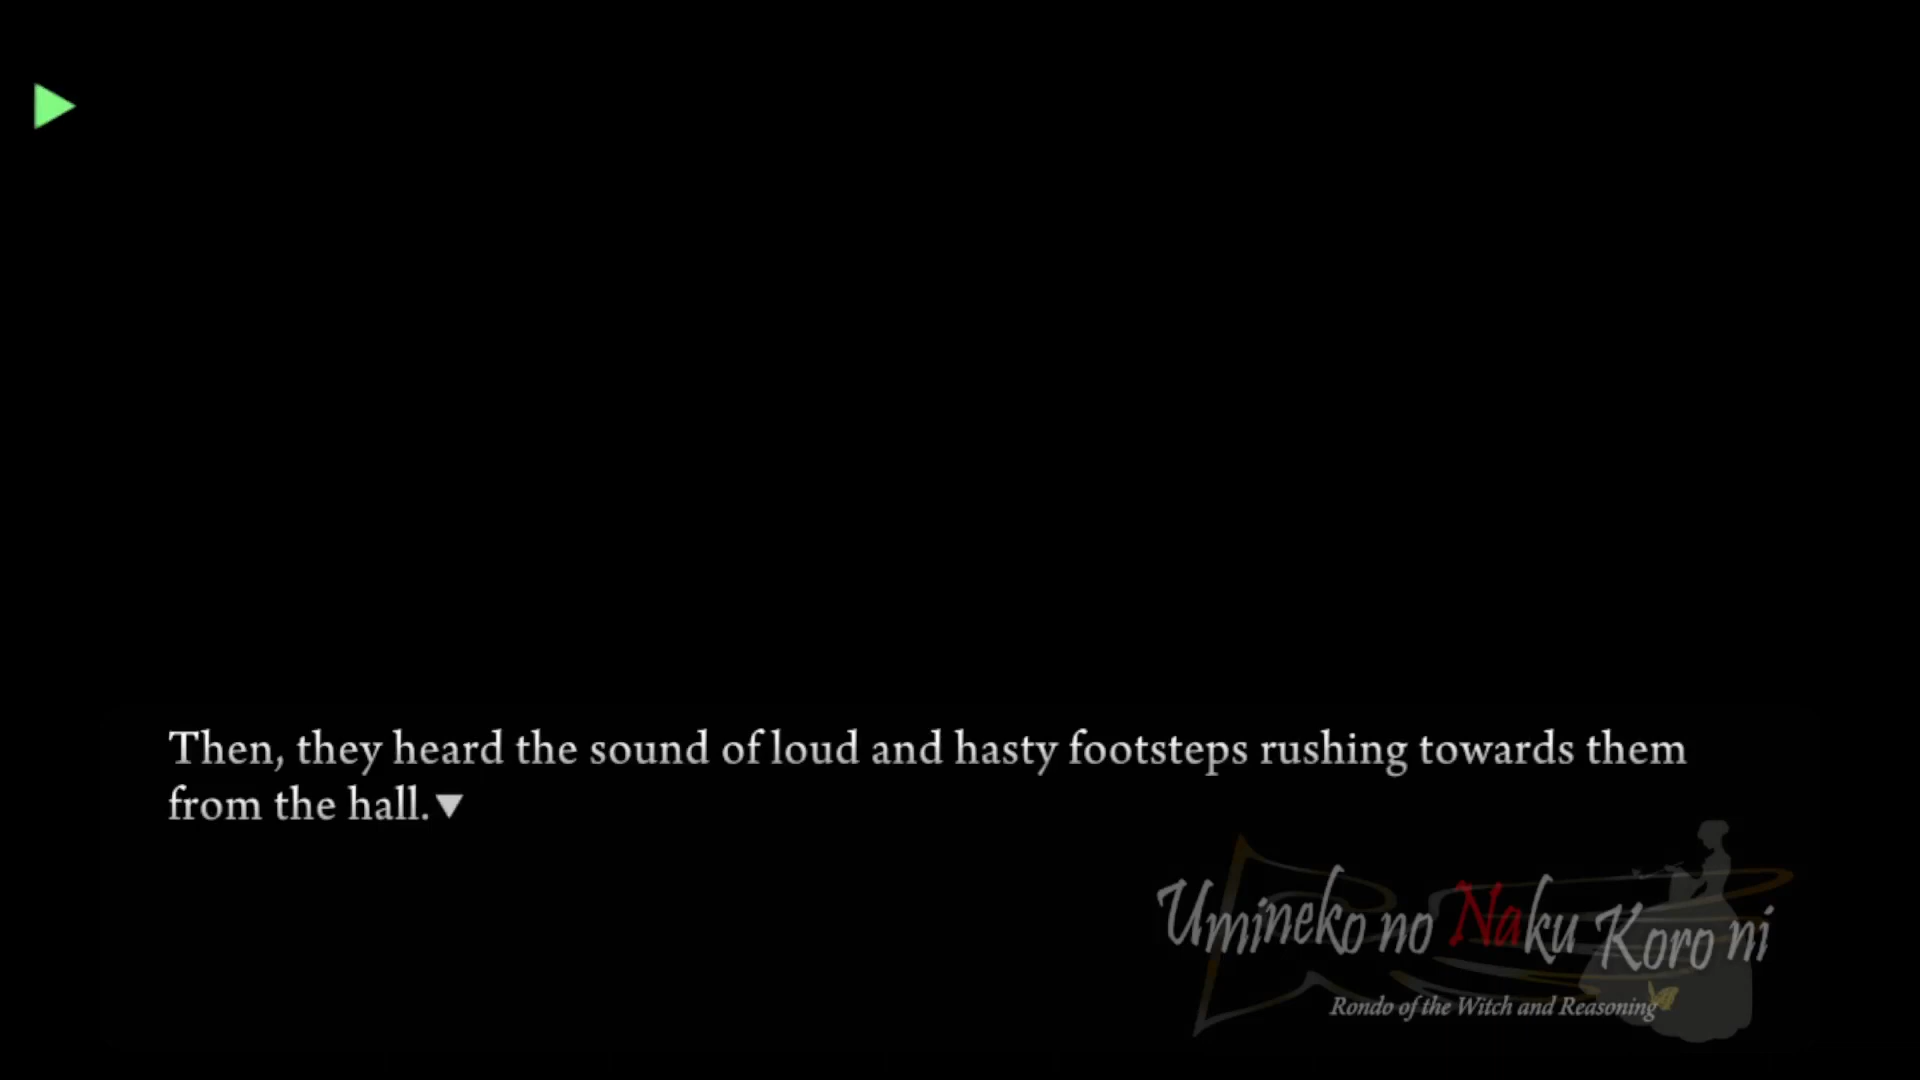 Then, they heard the sound of loud and hasty footsteps rushing towards them
from the hall.
Umineko no Naku Koro ni
Rondo of the Witch and Reasoning